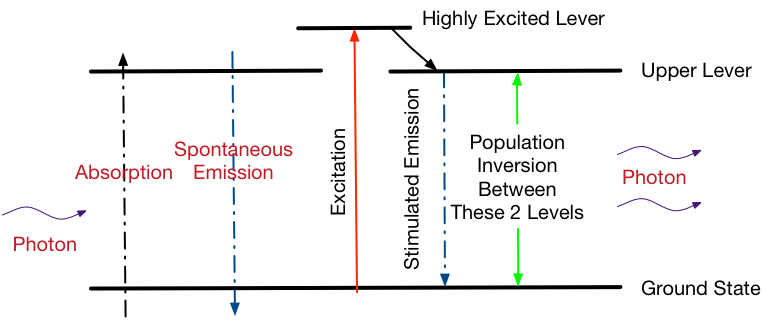 Highly Excited Lever
Upper Lever
Absorption
Spontaneous
Emission
Excitation
Stimulated Emission
Population
Inversion
Between
These 2 Levels
Photon
Photon
Ground State